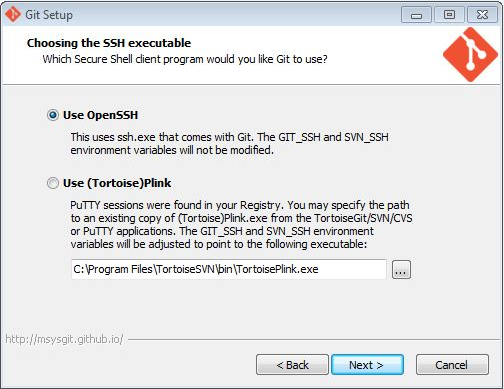 Git Setup
Choosing the SSH executable
Which Secure Shell client program would you like Git to use?
Use OpenSSH
This uses ssh.exe that comes with Git. The GIT_SSH and SVN_SSH
environment variables will not be modified.
Use (Tortoise)Plink
PuTTY sessions were found in your Registry. You may specify the path
to an existing copy of (Tortoise)Plink.exe from the TortoiseGit/SVN/CVS
or PuTTY applications. The GIT_SSH and SVN_SSH environment
variables will be adjusted to point to the following executable:
C:\Program Files\TortoiseSVN\bin\TortoisePlink.exe
...
http://msysgit.github.io/
< Back
Next >
Cancel